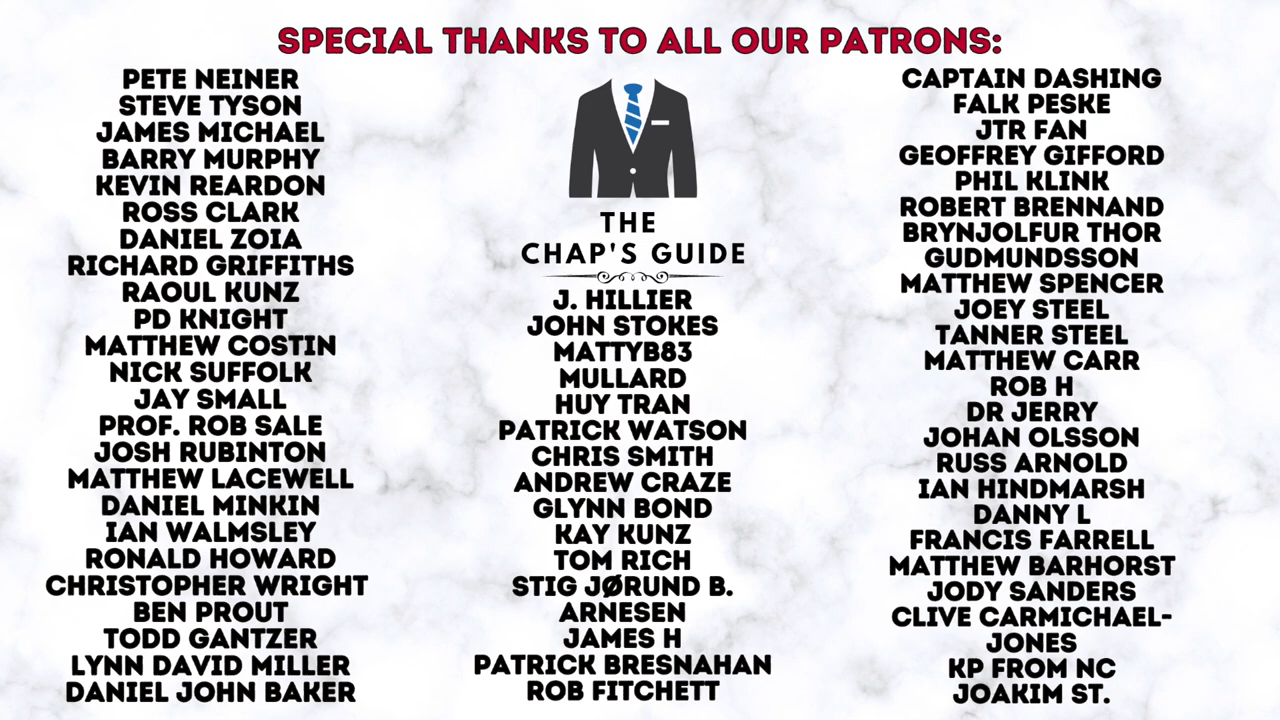 SPECIAL THANKS TO ALL OUR PATRONS:
PETE NEINER
STEVE TYSON
JAMES MICHAEL
BARRY MURPHY
KEVIN REARDON
ROSS CLARK
DANIEL ZOIA
RICHARD GRIFFITHS
RAOUL KUNZ
PD KNIGHT
MATTHEW COSTIN
NICK SUFFOLK
JAY SMALL
PROF. ROB SALE
JOSH RUBINTON
MATTHEW LACEWELL
DANIEL MINKIN
IAN WALMSLEY
RONALD HOWARD
CHRISTOPHER WRIGHT
BEN PROUT
TODD GANTZER
LYNN DAVID MILLER
DANIEL JOHN BAKER
THE
CHAP'S GUIDE
J. HILLIER
JOHN STOKES
MATTYB83
MULLARD
HUY TRAN
PATRICK WATSON
CHRIS SMITH
ANDREW CRAZE
GLYNN BOND
KAY KUNZ
TOM RICH
STIG JØRUND B.
ARNESEN
JAMES H
PATRICK BRESNAHAN
ROB FITCHETT
CAPTAIN DASHING
FALK PESKE
JTR FAN
GEOFFREY GIFFORD
PHIL KLINK
ROBERT BRENNAND
BRYNJOLFUR THOR
GUDMUNDSSON
MATTHEW SPENCER
JOEY STEEL
TANNER STEEL
MATTHEW CARR
ROB H
DR JERRY
JOHAN OLSSON
RUSS ARNOLD
IAN HINDMARSH
DANNY L
FRANCIS FARRELL
MATTHEW BARHORST
JODY SANDERS
CLIVE CARMICHAEL-
JONES
KP FROM NC
JOAKIM ST.